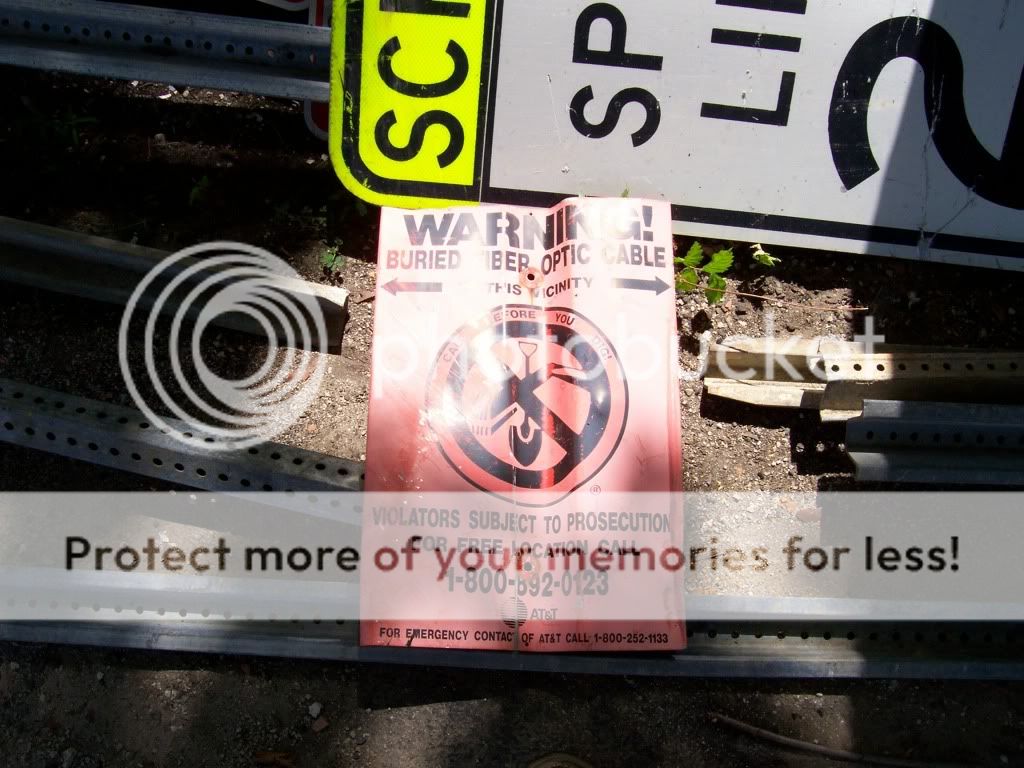 SCH
SP
LI
2
WARNING!
BURIED FIBER OPTIC CABLE
THIS VICINITY
CALL BEFORE YOU DIG!
®
VIOLATORS SUBJECT TO PROSECUTION
FOR FREE LOCATION CALL
1-800-892-0123
AT&T
FOR EMERGENCY CONTACT OF AT&T CALL 1-800-252-1133
photobucket
Protect more of your memories for less!